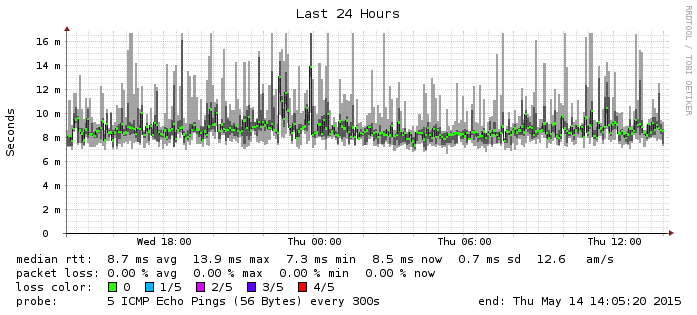 Last 24 Hours
RRDTOOL / TOBI OETIKER
Seconds
16 m
14 m
12 m
10 m
8 m
6 m
4 m
2 m
0
Wed 18:00 Thu 00:00 Thu 06:00 Thu 12:00
median rtt: 8.7 ms avg 13.9 ms max 7.3 ms min 8.5 ms now 0.7 ms sd 12.6 am/s
packet loss: 0.00 % avg 0.00 % max 0.00 % min 0.00 % now
loss color: 0 1/5 2/5 3/5 4/5
probe: 5 ICMP Echo Pings (56 Bytes) every 300s end: Thu May 14 14:05:20 2015